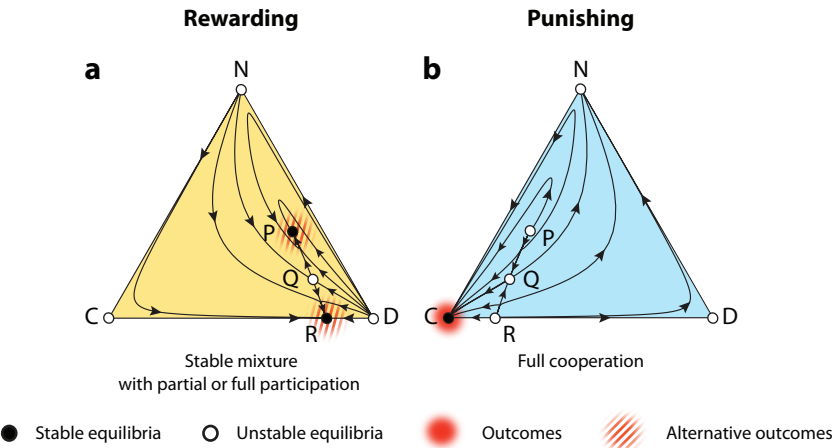 Rewarding
Punishing
a
b
N
N
P
P
Q
Q
C
D
C
D
R
R
Stable mixture
with partial or full participation
Full cooperation
Stable equilibria
Unstable equilibria
Outcomes
Alternative outcomes